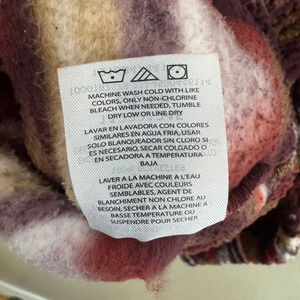 MACHINE WASH COLD WITH LIKE
COLORS, ONLY NON-CHLORINE
BLEACH WHEN NEEDED, TUMBLE
DRY LOW OR LINE DRY
LAVAR EN LAVADORA CON COLORES
SIMILARES EN AGUA FRIA, USAR
SOLO BLANQUEADOR SIN CLORO SI
ES NECESARIO, SECAR COLGADO O
EN SECADORA A TEMPERATURA
BAJA
LAVER A LA MACHINE A L'EAU
FROIDE AVEC COULEURS
SEMBLABLES, AGENT DE
BLANCHIMENT NON CHLORE AU
BESOIN, SECHER A LA MACHINE A
BASSE TEMPERATURE OU
SUSPENDRE POUR SECHER